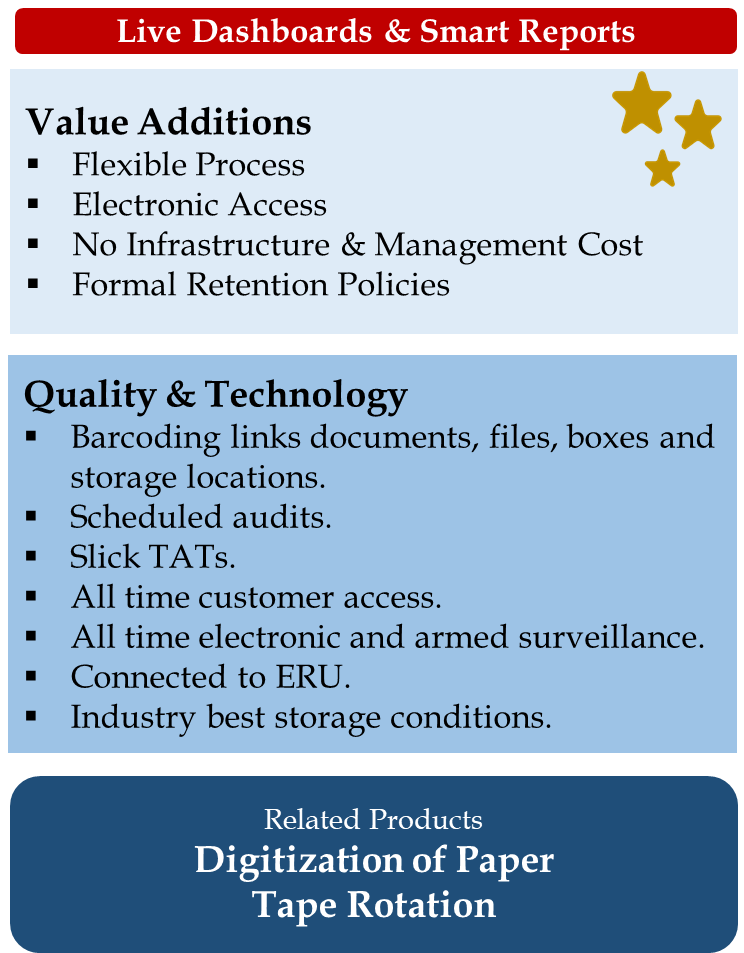 Live Dashboards & Smart Reports
Value Additions
▪ Flexible Process
▪ Electronic Access
▪ No Infrastructure & Management Cost
▪ Formal Retention Policies
Quality & Technology
▪ Barcoding links documents, files, boxes and
storage locations.
▪ Scheduled audits.
▪ Slick TATs.
▪ All time customer access.
▪ All time electronic and armed surveillance.
▪ Connected to ERU.
▪ Industry best storage conditions.
Related Products
Digitization of Paper
Tape Rotation